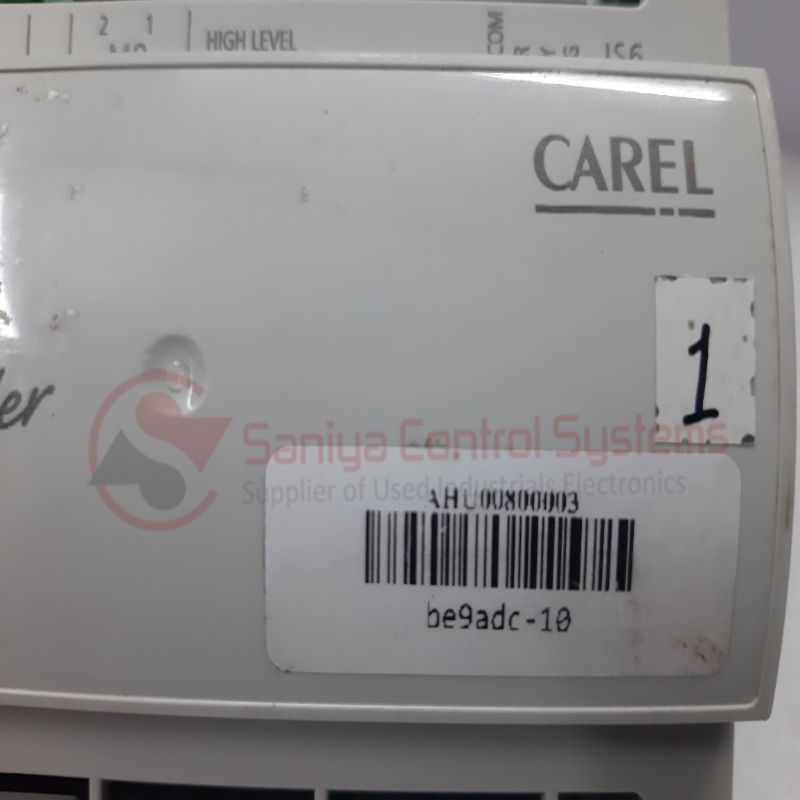 2 1
HIGH LEVEL
COM
CAREL
1
Saniya Control Systems
Supplier of Used Industrials Electronics
AHU00800003
be9adc-10